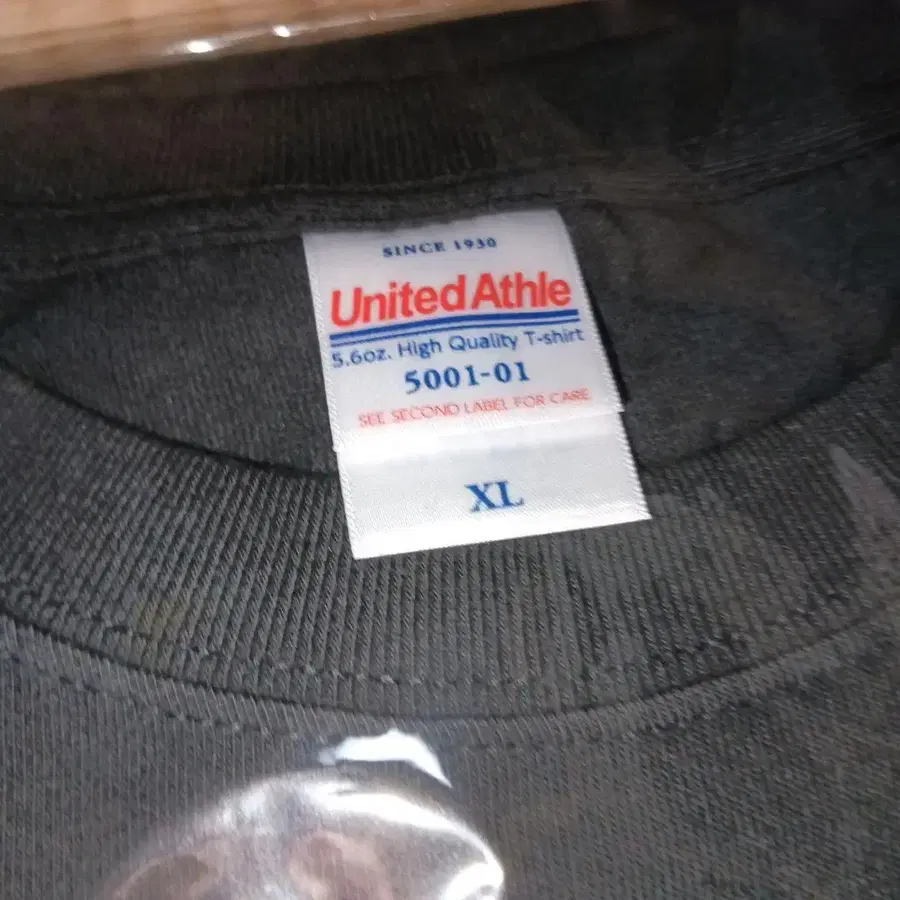 SINCE 1930
United Athle
5.6oz. High Quality T-shirt
5001-01
SEE SECOND LABEL FOR CARE
XL